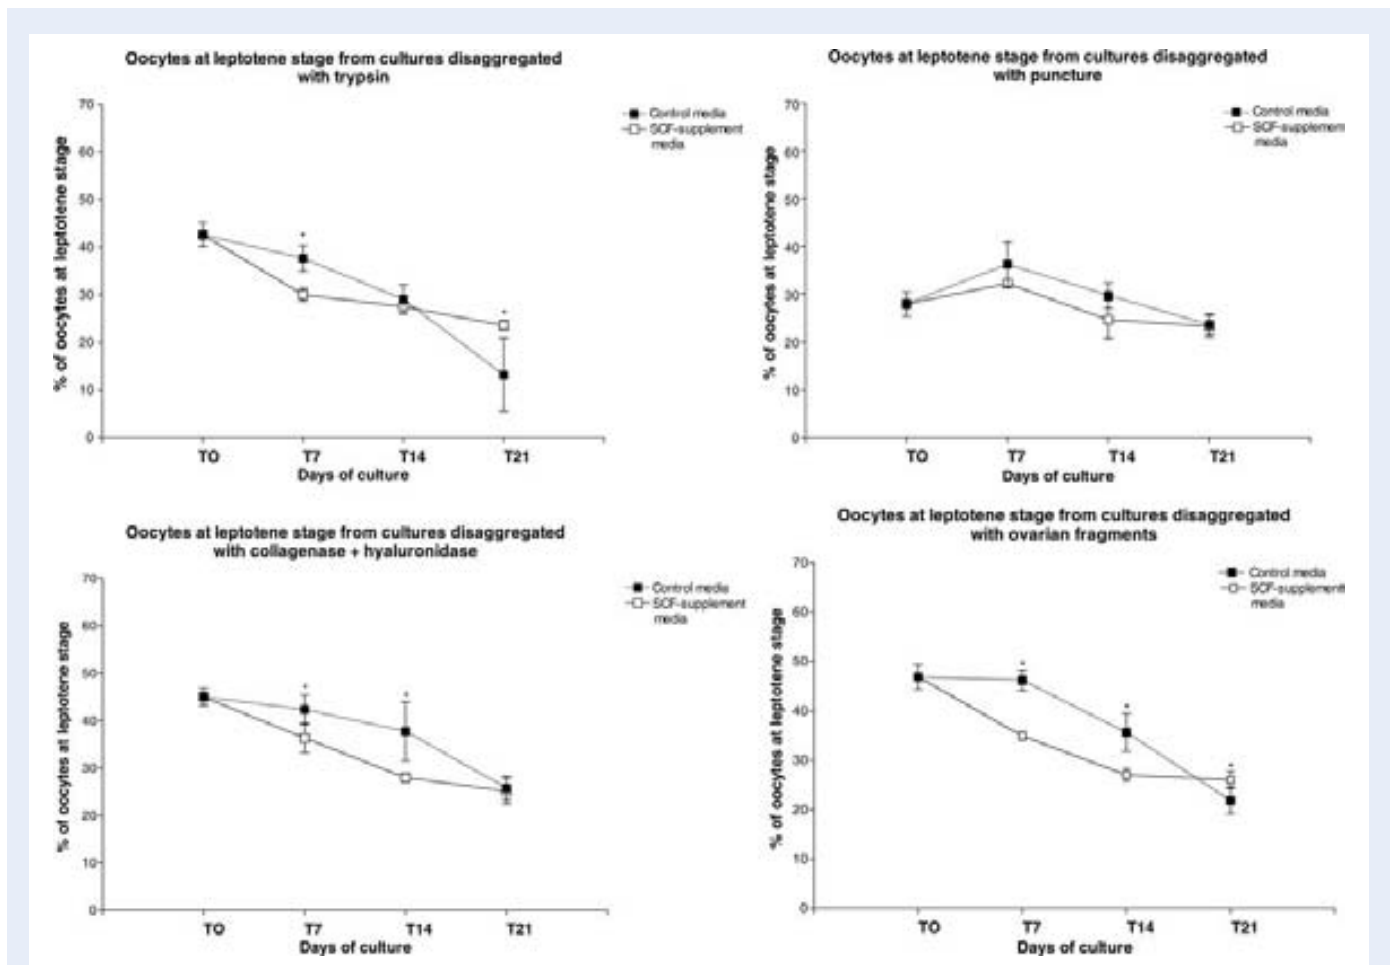 Oocytes at leptotene stage from cultures disaggregated
with trypsin
70
60
50
40
30
20
10
0
% of oocytes at leptotene stage
Control media
SCF-supplement
media
*
*
TO
T7
T14
T21
Days of culture
Oocytes at leptotene stage from cultures disaggregated
with puncture
70
60
50
40
30
20
10
0
% of oocytes at leptotene stage
Control media
SCF-supplemen
media
TO
T7
T14
T21
Days of culture
Oocytes at leptotene stage from cultures disaggregated
with collagenase + hyaluronidase
70
60
50
40
30
20
10
0
% of oocytes at leptotene stage
Control media
SCF-supplement
media
*
*
TO
T7
T14
T21
Days of culture
Oocytes at leptotene stage from cultures disaggregated
with ovarian fragments
70
60
50
40
30
20
10
0
% of oocytes at leptotene stage
Control media
SCF-supplement
media
*
*
*
TO
T7
T14
T21
Days of culture